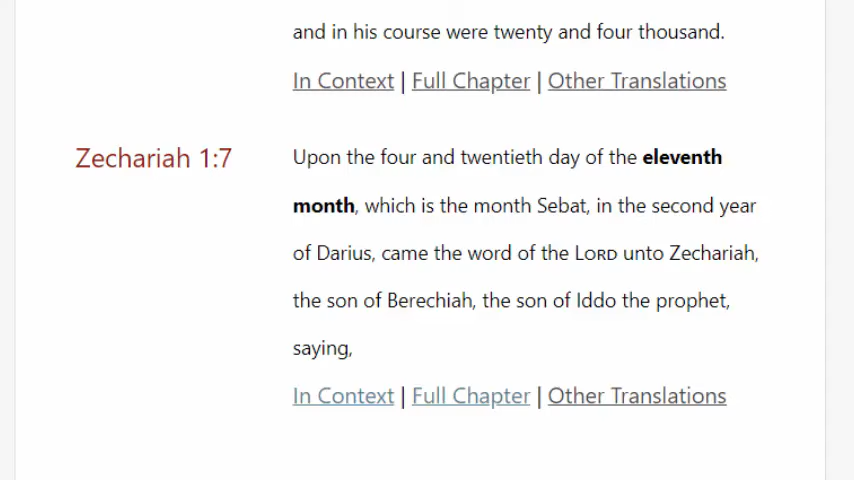 and in his course were twenty and four thousand.
In Context | Full Chapter | Other Translations
Zechariah 1:7 Upon the four and twentieth day of the eleventh
month, which is the month Sebat, in the second year
of Darius, came the word of the LORD unto Zechariah,
the son of Berechiah, the son of Iddo the prophet,
saying,
In Context | Full Chapter | Other Translations